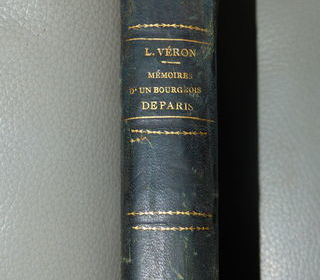 L. VÉRON
MÉMOIRES
D'UN BOURGEOIS
DE PARIS